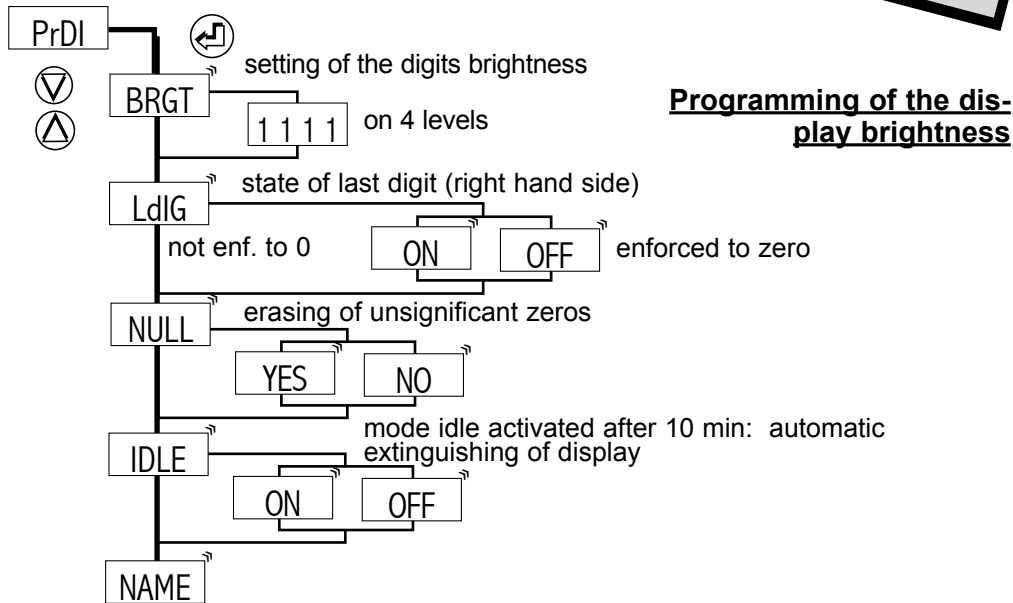 PrDI
setting of the digits brightness
Programming of the dis-
play brightness
BRGT
1 1 1 1
on 4 levels
state of last digit (right hand side)
LdIG
not enf. to 0
ON
OFF
enforced to zero
erasing of unsignificant zeros
NULL
YES
NO
mode idle activated after 10 min: automatic
extinguishing of display
IDLE
ON
OFF
NAME